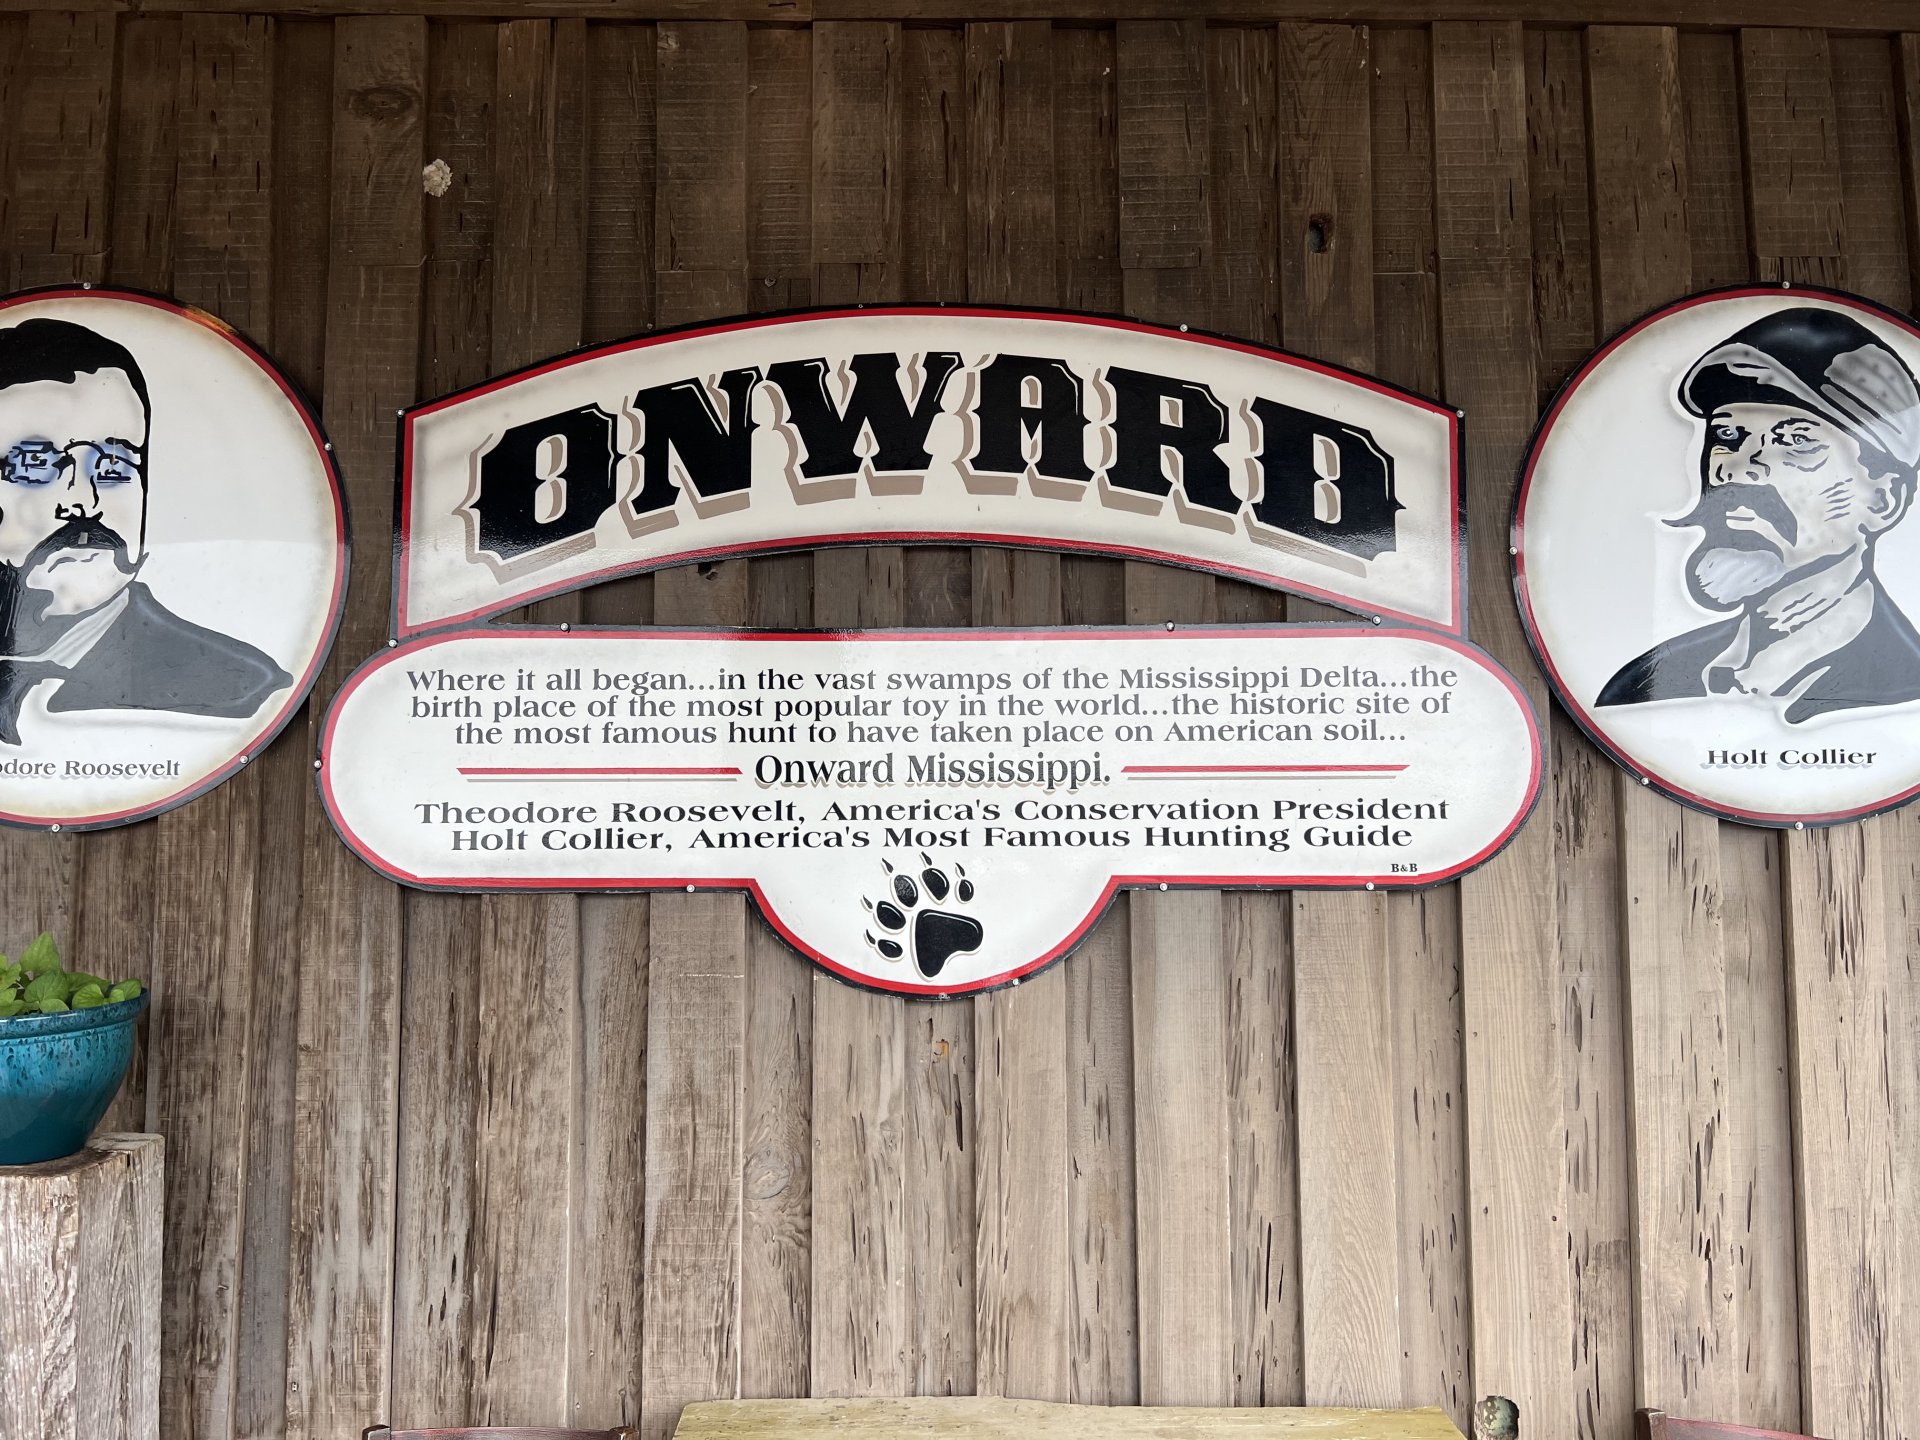 ONWARD
Where it all began...in the vast swamps of the Mississippi Delta...the
birth place of the most popular toy in the world...the historic site of
the most famous hunt to have taken place on American soil...
Onward Mississippi.
Theodore Roosevelt, America's Conservation President
Holt Collier, America's Most Famous Hunting Guide
B&B
odore Roosevelt
Holt Collier